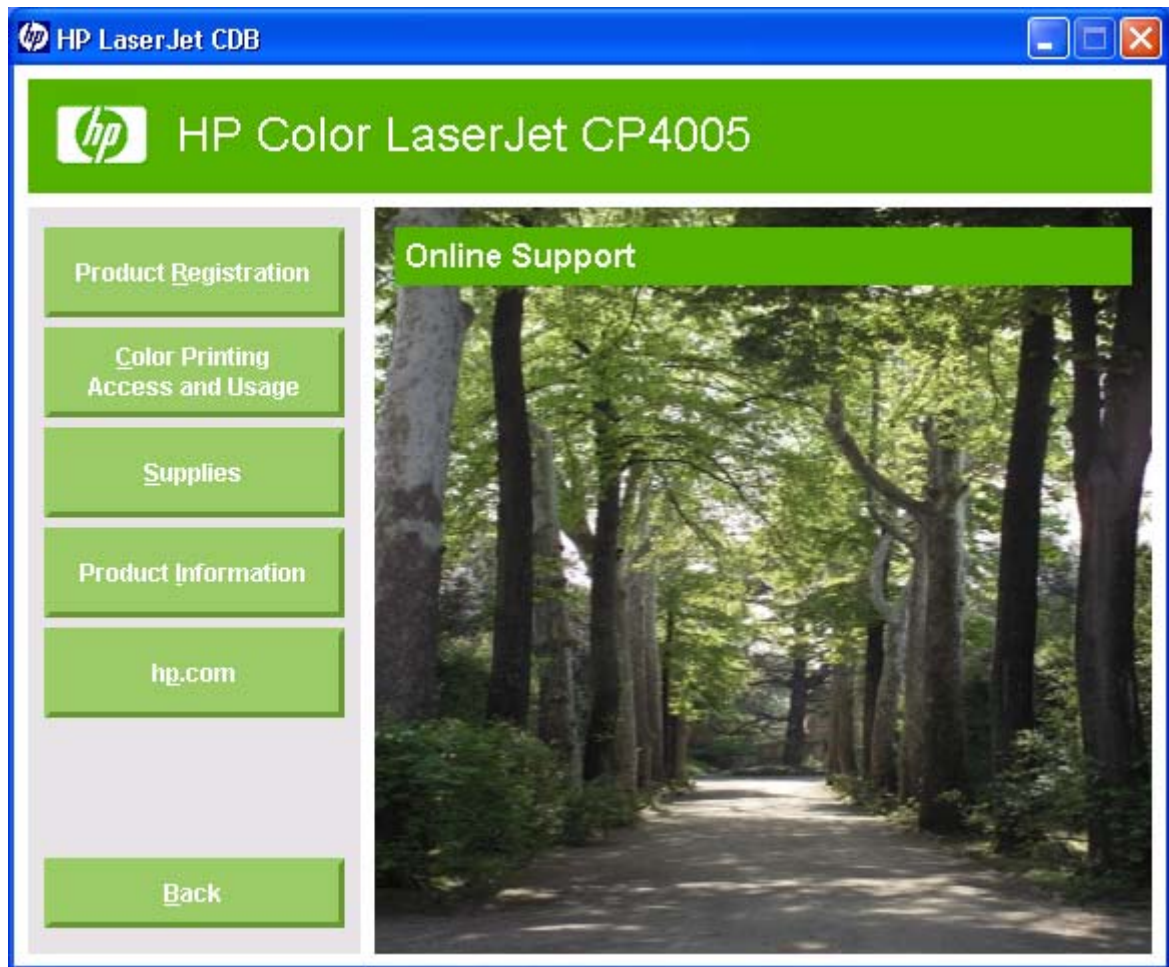 HP LaserJet CDB
hp HP Color LaserJet CP4005
Product Registration
Color Printing
Access and Usage
Supplies
Product Information
hp.com
Back
Online Support